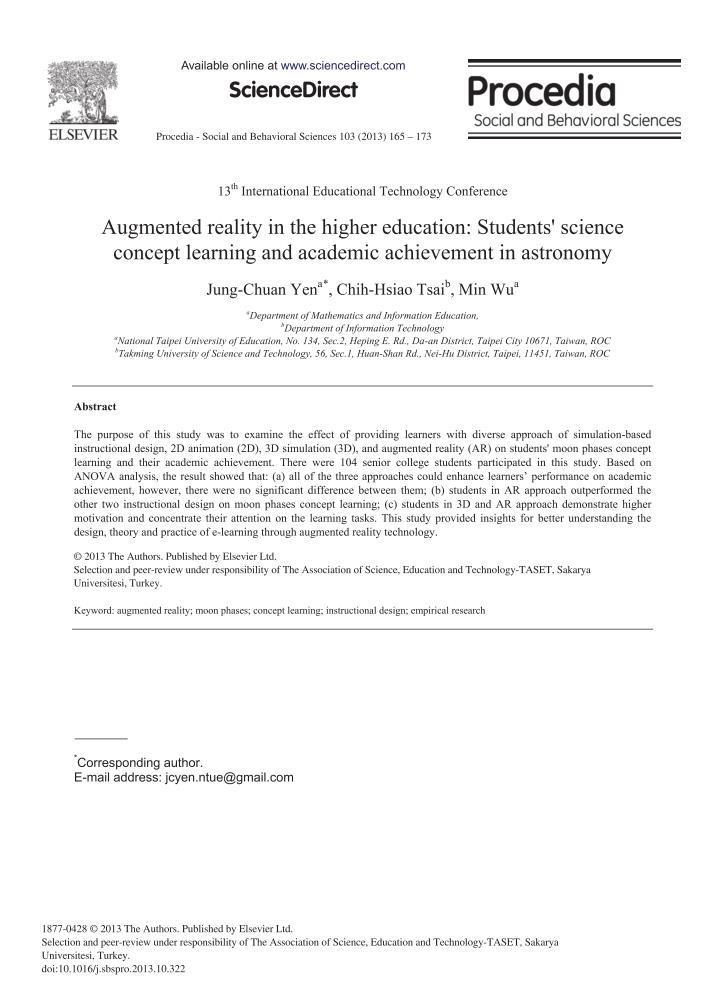 Available online at www.sciencedirect.com
ScienceDirect
ELSEVIER
Procedia
Social and Behavioral Sciences
Procedia - Social and Behavioral Sciences 103 (2013) 165 – 173
13th International Educational Technology Conference
Augmented reality in the higher education: Students' science
concept learning and academic achievement in astronomy
Jung-Chuan Yena*, Chih-Hsiao Tsaib, Min Wua
aDepartment of Mathematics and Information Education,
bDepartment of Information Technology
aNational Taipei University of Education, No. 134, Sec.2, Heping E. Rd., Da-an District, Taipei City 10671, Taiwan, ROC
bTakming University of Science and Technology, 56, Sec.1, Huan-Shan Rd., Nei-Hu District, Taipei, 11451, Taiwan, ROC
Abstract
The purpose of this study was to examine the effect of providing learners with diverse approach of simulation-based
instructional design, 2D animation (2D), 3D simulation (3D), and augmented reality (AR) on students' moon phases concept
learning and their academic achievement. There were 104 senior college students participated in this study. Based on
ANOVA analysis, the result showed that: (a) all of the three approaches could enhance learners’ performance on academic
achievement, however, there were no significant difference between them; (b) students in AR approach outperformed the
other two instructional design on moon phases concept learning; (c) students in 3D and AR approach demonstrate higher
motivation and concentrate their attention on the learning tasks. This study provided insights for better understanding the
design, theory and practice of e-learning through augmented reality technology.
© 2013 The Authors. Published by Elsevier Ltd.
Selection and peer-review under responsibility of The Association of Science, Education and Technology-TASET, Sakarya
Universitesi, Turkey.
Keyword: augmented reality; moon phases; concept learning; instructional design; empirical research
*Corresponding author.
E-mail address: jcyen.ntue@gmail.com
1877-0428 © 2013 The Authors. Published by Elsevier Ltd.
Selection and peer-review under responsibility of The Association of Science, Education and Technology-TASET, Sakarya
Universitesi, Turkey.
doi:10.1016/j.sbspro.2013.10.322